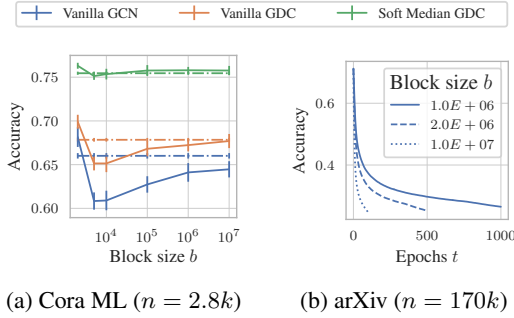 Vanilla GCN Vanilla GDC Soft Median GDC
Accuracy
0.75
0.70
0.65
0.60
10^4 10^5 10^6 10^7
Block size b
Accuracy
0.6
0.4
Block size b
1.0E + 06
2.0E + 06
1.0E + 07
0 500 1000
Epochs t
(a) Cora ML (n = 2.8k) (b) arXiv (n = 170k)